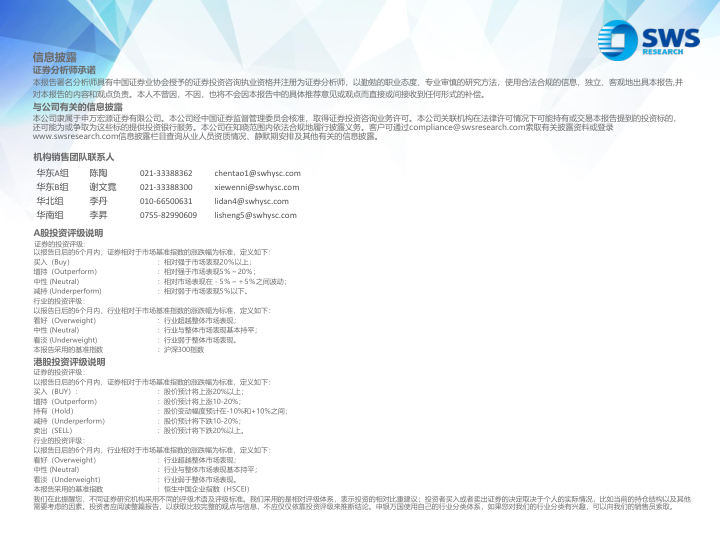 SWS
RESEARCH
信息披露
证券分析师承诺
本报告署名分析师具有中国证券业协会授予的证券投资咨询执业资格并注册为证券分析师，以勤勉的职业态度、专业审慎的研究方法，使用合法合规的信息，独立、客观地出具本报告,并
对本报告的内容和观点负责。本人不曾因，不因，也将不会因本报告中的具体推荐意见或观点而直接或间接收到任何形式的补偿。
与公司有关的信息披露
本公司隶属于申万宏源证券有限公司。本公司经中国证券监督管理委员会核准，取得证券投资咨询业务许可。本公司关联机构在法律许可情况下可能持有或交易本报告提到的投资标的，
还可能为或争取为这些标的提供投资银行服务。本公司在知晓范围内依法合规地履行披露义务。客户可通过compliance@swsresearch.com索取有关披露资料或登录
www.swsresearch.com信息披露栏目查询从业人员资质情况、静默期安排及其他有关的信息披露。
机构销售团队联系人
华东A组 陈陶 021-33388362 chentao1@swhysc.com
华东B组 谢文霓 021-33388300 xiewenni@swhysc.com
华北组 李丹 010-66500631 lidan4@swhysc.com
华南组 李昇 0755-82990609 lisheng5@swhysc.com
A股投资评级说明
证券的投资评级：
以报告日后的6个月内，证券相对于市场基准指数的涨跌幅为标准，定义如下：
买入（Buy） ：相对强于市场表现20%以上；
增持（Outperform） ：相对强于市场表现5%～20%；
中性 (Neutral) ：相对市场表现在－5%～＋5%之间波动；
减持 (Underperform) ：相对弱于市场表现5%以下。
行业的投资评级：
以报告日后的6个月内，行业相对于市场基准指数的涨跌幅为标准，定义如下：
看好（Overweight） ：行业超越整体市场表现；
中性 (Neutral) ：行业与整体市场表现基本持平；
看淡 (Underweight) ：行业弱于整体市场表现。
本报告采用的基准指数 ：沪深300指数
港股投资评级说明
证券的投资评级：
以报告日后的6个月内，证券相对于市场基准指数的涨跌幅为标准，定义如下：
买入（BUY）： ：股价预计将上涨20%以上；
增持（Outperform） ：股价预计将上涨10-20%；
持有（Hold） ：股价变动幅度预计在-10%和+10%之间；
减持（Underperform） ：股价预计将下跌10-20%；
卖出（SELL） ：股价预计将下跌20%以上。
行业的投资评级：
以报告日后的6个月内，行业相对于市场基准指数的涨跌幅为标准，定义如下：
看好（Overweight） ：行业超越整体市场表现；
中性 (Neutral) ：行业与整体市场表现基本持平；
看淡（Underweight） ：行业弱于整体市场表现。
本报告采用的基准指数 ：恒生中国企业指数（HSCEI）
我们在此提醒您，不同证券研究机构采用不同的评级术语及评级标准。我们采用的是相对评级体系，表示投资的相对比重建议；投资者买入或者卖出证券的决定取决于个人的实际情况，比如当前的持仓结构以及其他
需要考虑的因素。投资者应阅读整篇报告，以获取比较完整的观点与信息，不应仅仅依靠投资评级来推断结论。申银万国使用自己的行业分类体系，如果您对我们的行业分类有兴趣，可以向我们的销售员索取。